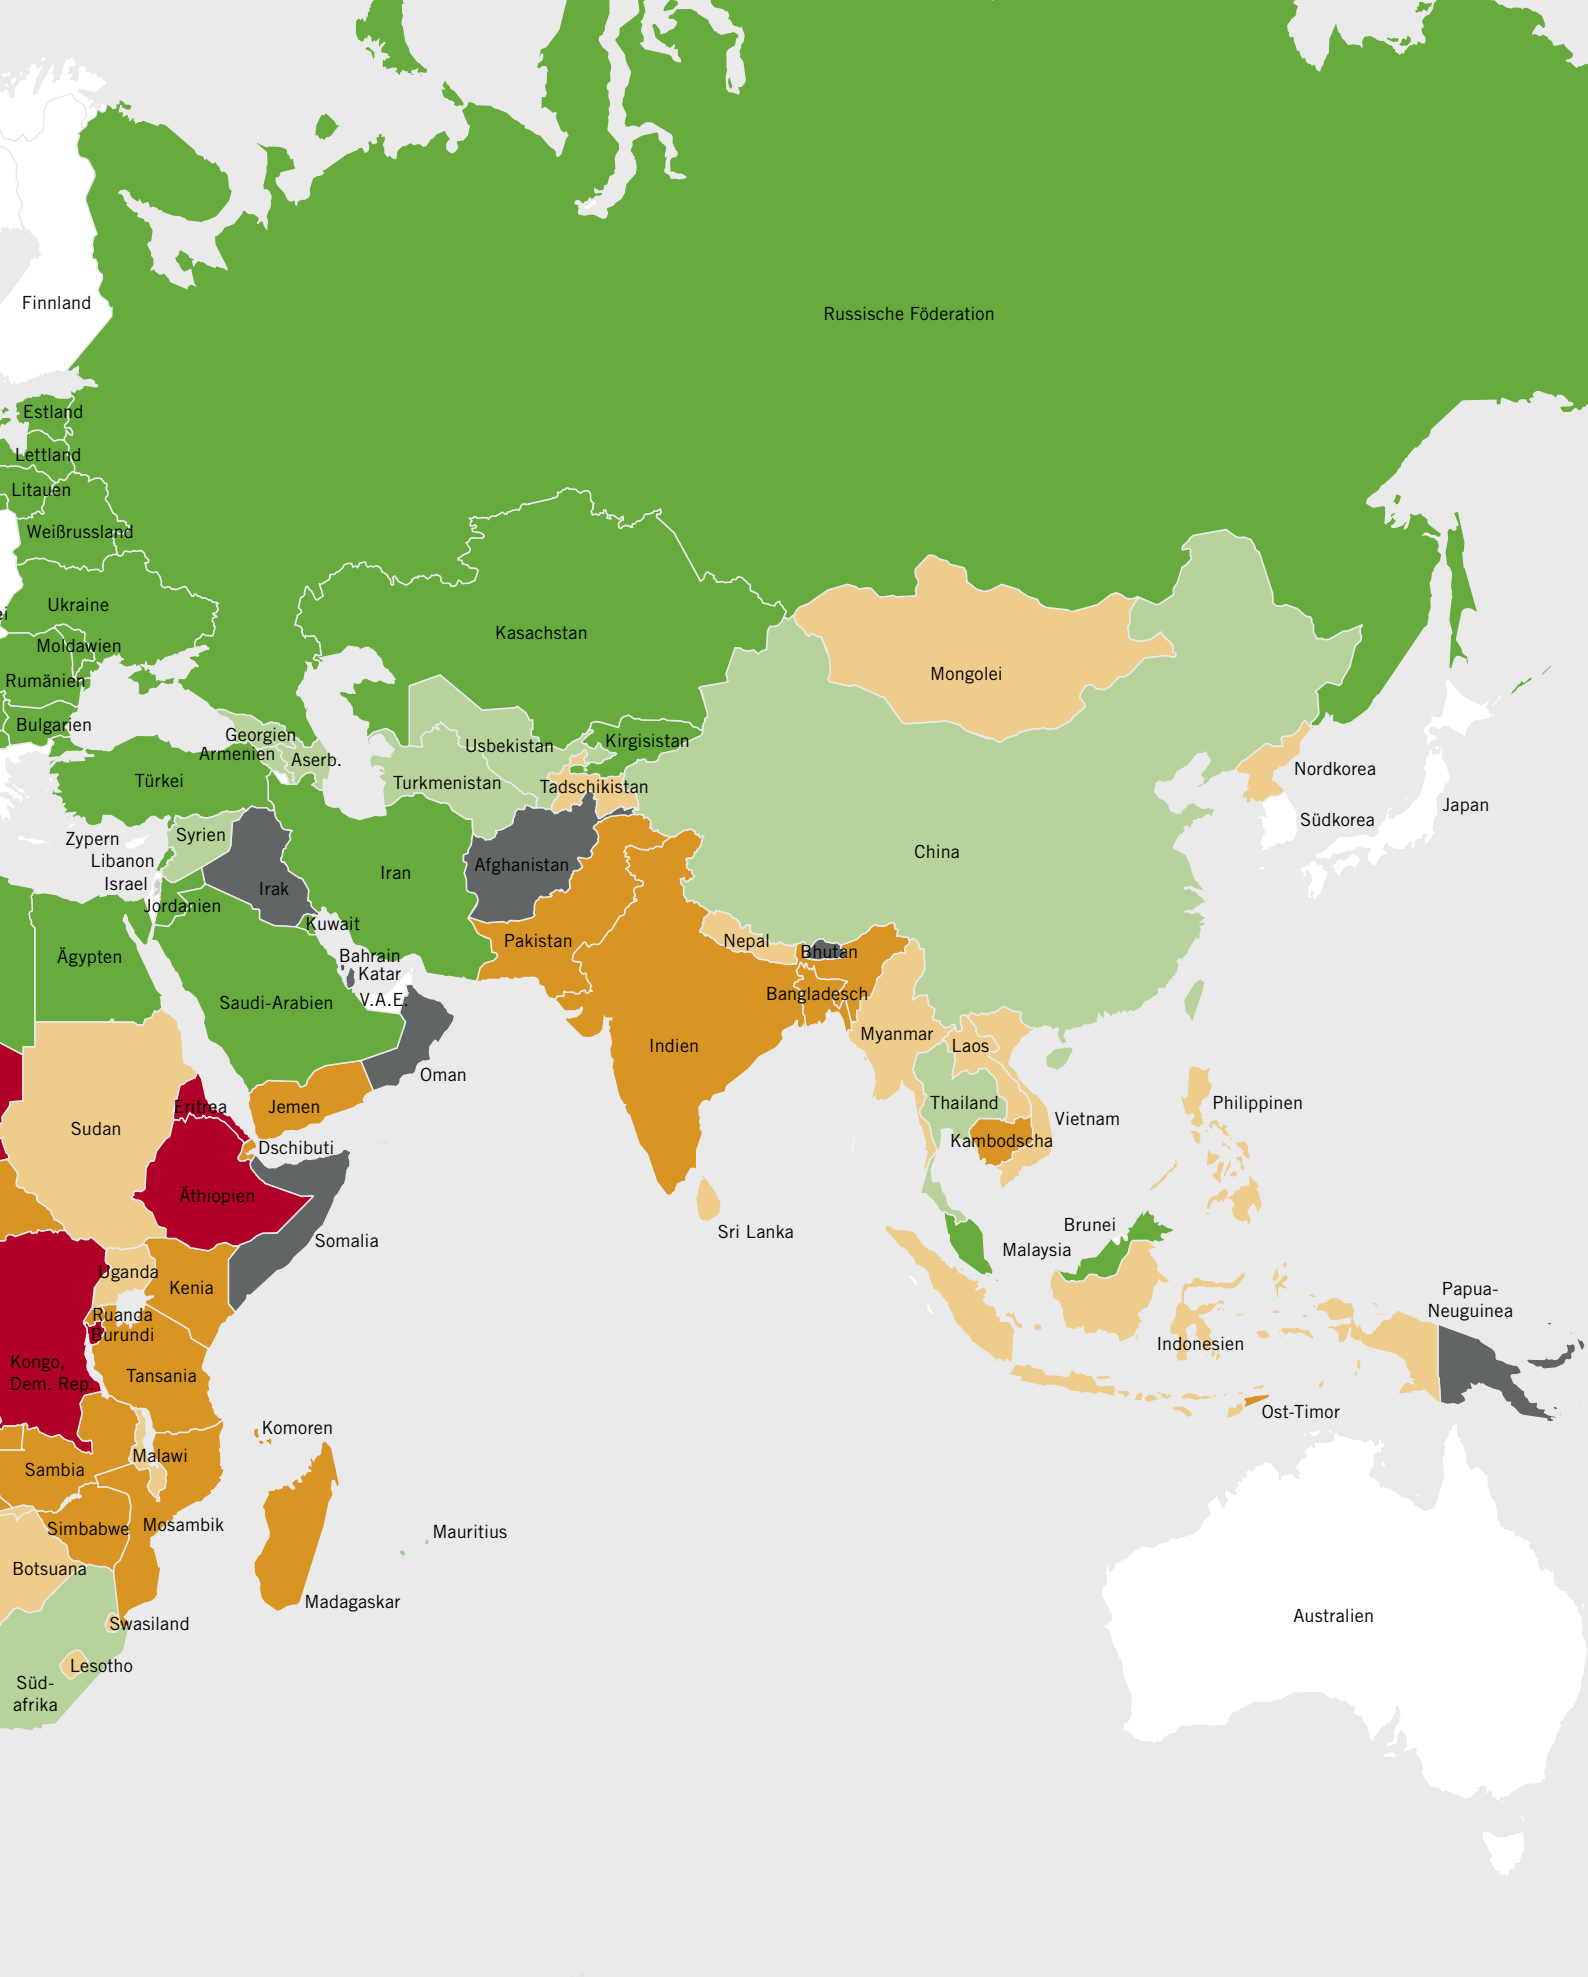 Finnland
Russische Föderation
Estland
Lettland
Litauen
Weißrussland
Ukraine
ei
Kasachstan
Moldawien
Mongolei
Rumänien
Bulgarien
Georgien
Usbekistan
Kirgisistan
Armenien
Aserb.
Nordkorea
Türkei
Turkmenistan
Tadschikistan
Japan
Südkorea
Syrien
Zypern
China
Libanon
Afghanistan
Iran
Israel
Irak
Jordanien
Kuwait
Pakistan
Nepal
Bhutan
Ägypten
Bahrain
Katar
Bangladesch
V.A.E.
Saudi-Arabien
Myanmar
Indien
Laos
Oman
Thailand
Philippinen
Eritrea
Jemen
Vietnam
Sudan
Kambodscha
Dschibuti
Äthiopien
Brunei
Sri Lanka
Somalia
Malaysia
Uganda
Kenia
Papua-
Neuguinea
Ruanda
Burundi
Indonesien
Kongo,
Dem. Rep.
Tansania
Ost-Timor
Komoren
Malawi
Sambia
Mosambik
Simbabwe
Mauritius
Botsuana
Madagaskar
Australien
Swasiland
Lesotho
Süd-
afrika